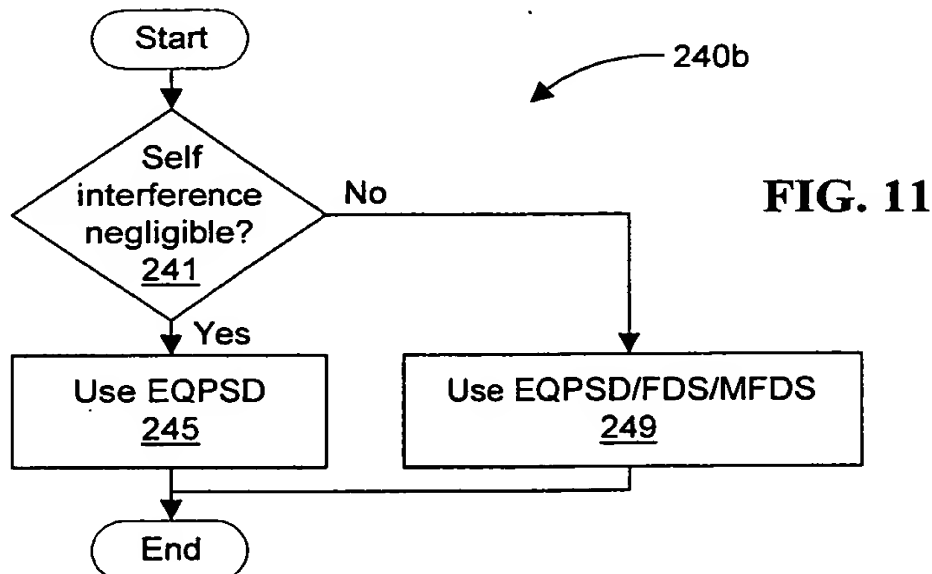 Start
240b
Self
interference
negligible?
241
No
FIG. 11
Yes
Use EQPSD
245
Use EQPSD/FDS/MFDS
249
End